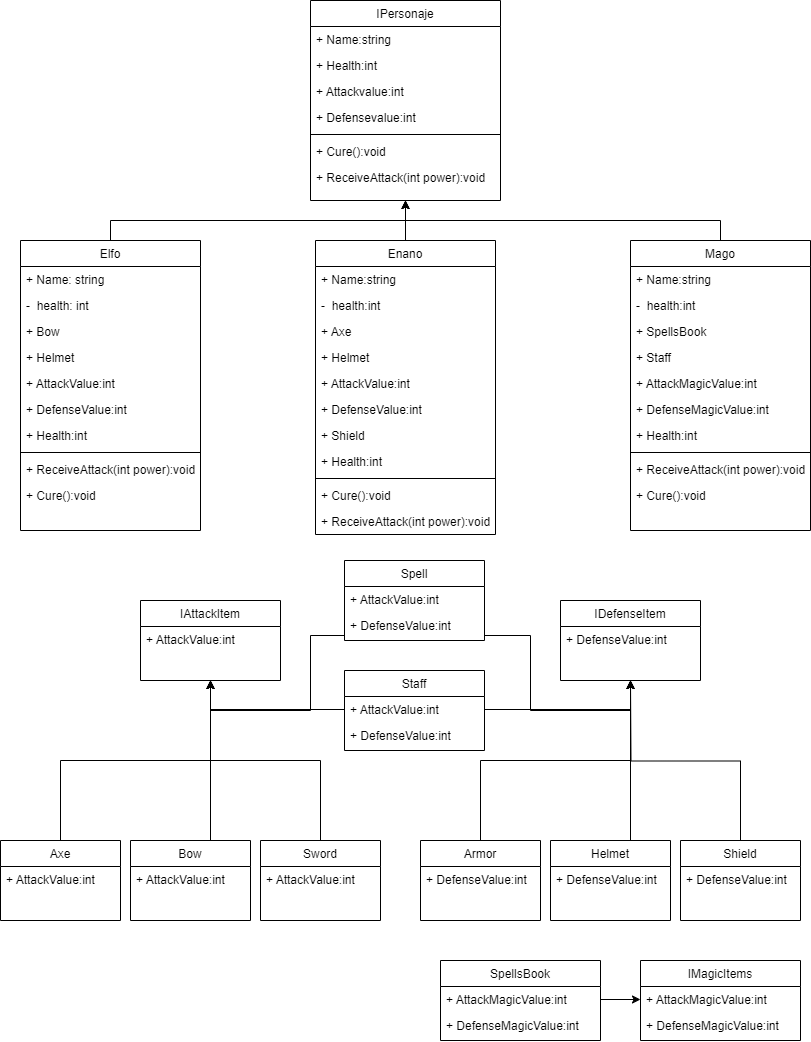 IPersonaje
+ Name:string
+ Health:int
+ Attackvalue:int
+ Defensevalue:int
+ Cure():void
+ ReceiveAttack(int power):void
Elfo
+ Name: string
- health: int
+ Bow
+ Helmet
+ AttackValue:int
+ DefenseValue:int
+ Health:int
+ ReceiveAttack(int power):void
+ Cure():void
Enano
+ Name:string
- health:int
+ Axe
+ Helmet
+ AttackValue:int
+ DefenseValue:int
+ Shield
+ Health:int
+ Cure():void
+ ReceiveAttack(int power):void
Mago
+ Name:string
- health:int
+ SpellsBook
+ Staff
+ AttackMagicValue:int
+ DefenseMagicValue:int
+ Health:int
+ ReceiveAttack(int power):void
+ Cure():void
IAttackItem
+ AttackValue:int
Spell
+ AttackValue:int
+ DefenseValue:int
IDefenseItem
+ DefenseValue:int
Staff
+ AttackValue:int
+ DefenseValue:int
Axe
+ AttackValue:int
Bow
+ AttackValue:int
Sword
+ AttackValue:int
Armor
+ DefenseValue:int
Helmet
+ DefenseValue:int
Shield
+ DefenseValue:int
SpellsBook
+ AttackMagicValue:int
+ DefenseMagicValue:int
IMagicItems
+ AttackMagicValue:int
+ DefenseMagicValue:int